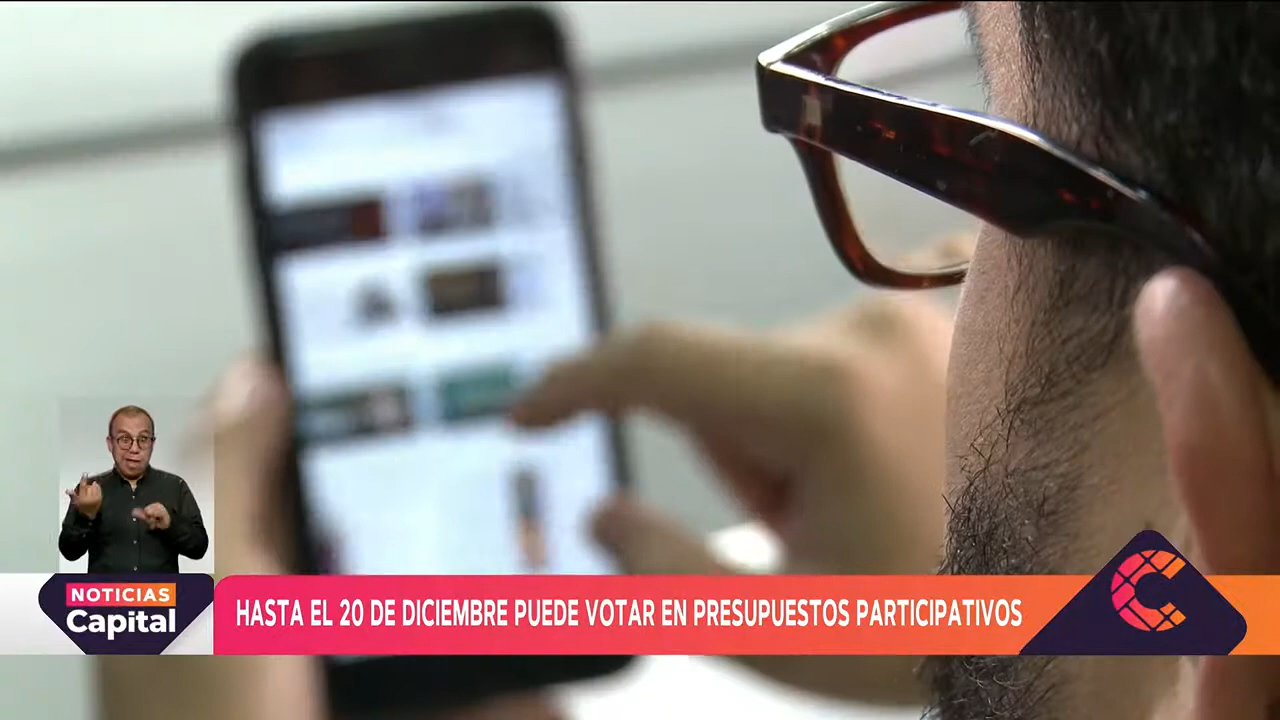 NOTICIAS
Capital
HASTA EL 20 DE DICIEMBRE PUEDE VOTAR EN PRESUPUESTOS PARTICIPATIVOS